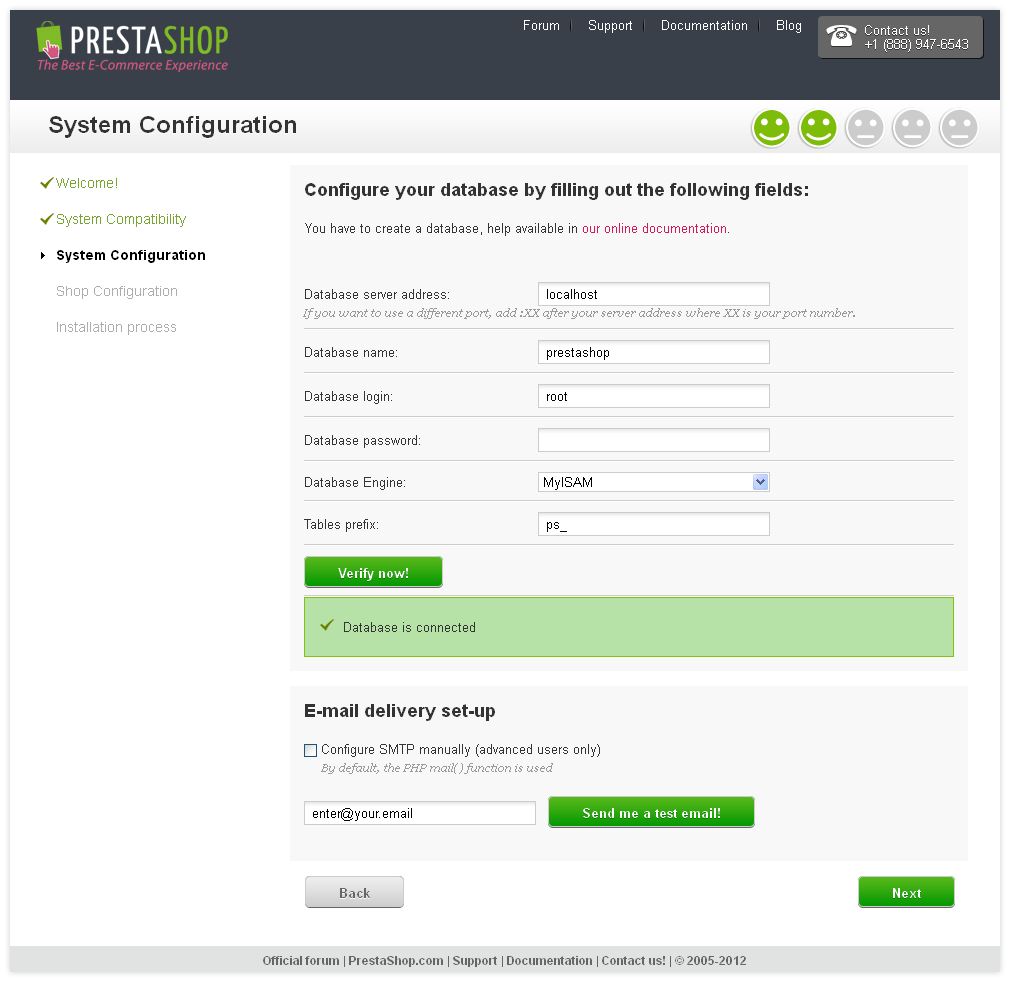 PRESTASHOP
The Best E-Commerce Experience
Forum
Support
Documentation
Blog
Contact us!
+1 (888) 947-6543
System Configuration
Welcome!
System Compatibility
System Configuration
Shop Configuration
Installation process
Configure your database by filling out the following fields:
You have to create a database, help available in our online documentation.
Database server address: localhost
If you want to use a different port, add :XX after your server address where XX is your port number.
Database name: prestashop
Database login: root
Database password:
Database Engine: MyISAM
Tables prefix: ps_
Verify now!
Database is connected
E-mail delivery set-up
Configure SMTP manually (advanced users only)
By default, the PHP mail() function is used
enter@your.email Send me a test email!
Back Next
Official forum | PrestaShop.com | Support | Documentation | Contact us! | © 2005-2012